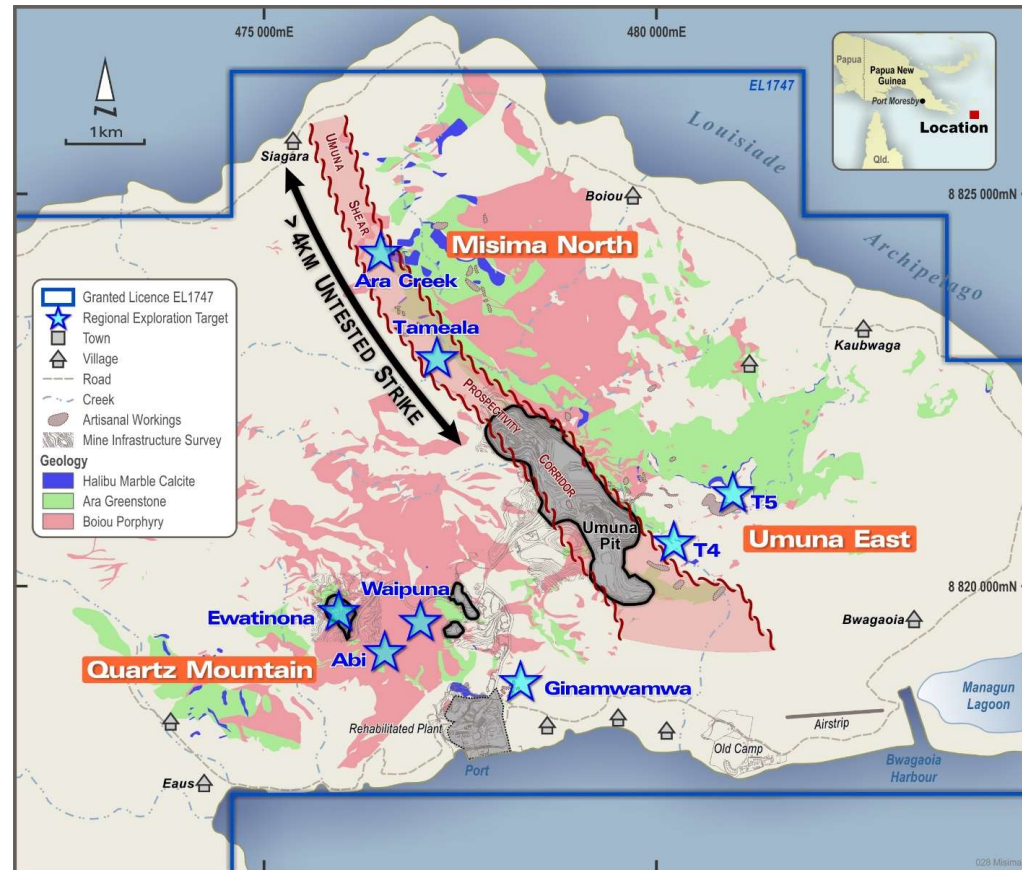 475 000mE
480 000mE
N
1km
EL1747
Papua
Papua New
Guinea
Port Moresby
Location
Qld.
Louisiade
Archipelago
8 825 000mN
Siagara
UMUNA
SHEAR
Boiou
Misima North
Ara Creek
> 4KM UNTESTED STRIKE
Tameala
Kaubwaga
PROSPECTIVITY
CORRIDOR
Granted Licence EL1747
Regional Exploration Target
Town
Village
Road
Creek
Artisanal Workings
Mine Infrastructure Survey
Geology
Halibu Marble Calcite
Ara Greenstone
Boiou Porphyry
T5
Umuna
Pit
T4
Umuna East
8 820 000mN
Waipuna
Ewatinona
Abi
Bwagaoia
Quartz Mountain
Ginamwamwa
Managun
Lagoon
Rehabilitated Plant
Airstrip
Old Camp
Port
Bwagaoia
Harbour
Eaus
028 Misima